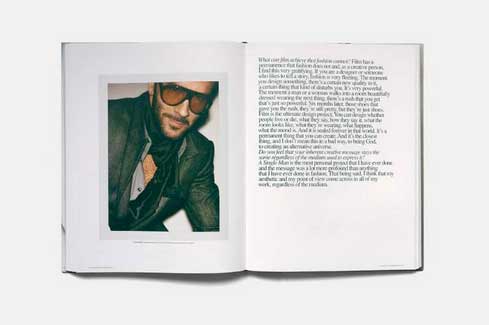 What can film achieve that fashion cannot? Film has a
permanence that fashion does not and, as a creative person,
I find this very gratifying. If you are a designer or someone
who likes to tell a story, fashion is very fleeting. The moment
you design something, there's a certain new quality to it,
a certain thing that kind of disturbs you. It's very powerful.
The moment a man or a woman walks into a room beautifully
dressed wearing the next thing, there's a rush that you get
that's just so powerful. Six months later, those shoes that
gave you the rush, they're still pretty, but they're just shoes.
Film is the ultimate design project. You can design whether
people live or die, what they say, how they say it, what the
room looks like, what they're wearing, what happens,
what the mood is. And it is sealed forever in that world. It's a
permanent thing that you can create. And it's the closest
thing, and I don't mean this in a bad way, to being God,
to creating an alternative universe.
Do you feel that your inherent creative message stays the
same regardless of the medium used to express it?
A Single Man is the most personal project that I have ever done
and the message was a lot more profound than anything
that I have ever done in fashion. That being said, I think that my
aesthetic and my point of view come across in all of my
work, regardless of the medium.